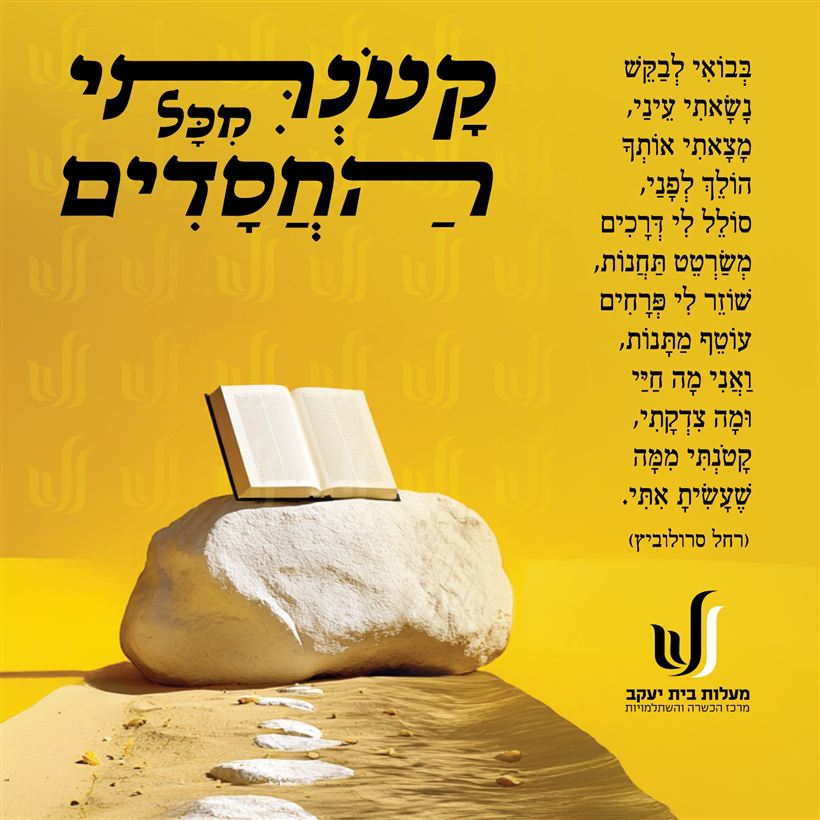 קָטֹנְתִּי
מִכָּל
הַחֲסָדִים
בְּבוֹאִי לְבַקֵּשׁ
נָשָׂאתִי עֵינַי,
מָצָאתִי אוֹתְךָ
הוֹלֵךְ לְפָנַי,
סוֹלֵל לִי דְּרָכִים
מְשַׂרְטֵט תַּחֲנוֹת,
שׁוֹזֵר לִי פְּרָחִים
עוֹטֵף מַתָּנוֹת,
וַאֲנִי מָה חַיַּי
וּמָה צִדְקָתִי,
קָטֹנְתִּי מִמָּה
שֶׁעָשִׂיתָ אִתִּי.
(רחל סרולוביץ)
מעלות בית יעקב
מרכז הכשרה והשתלמויות